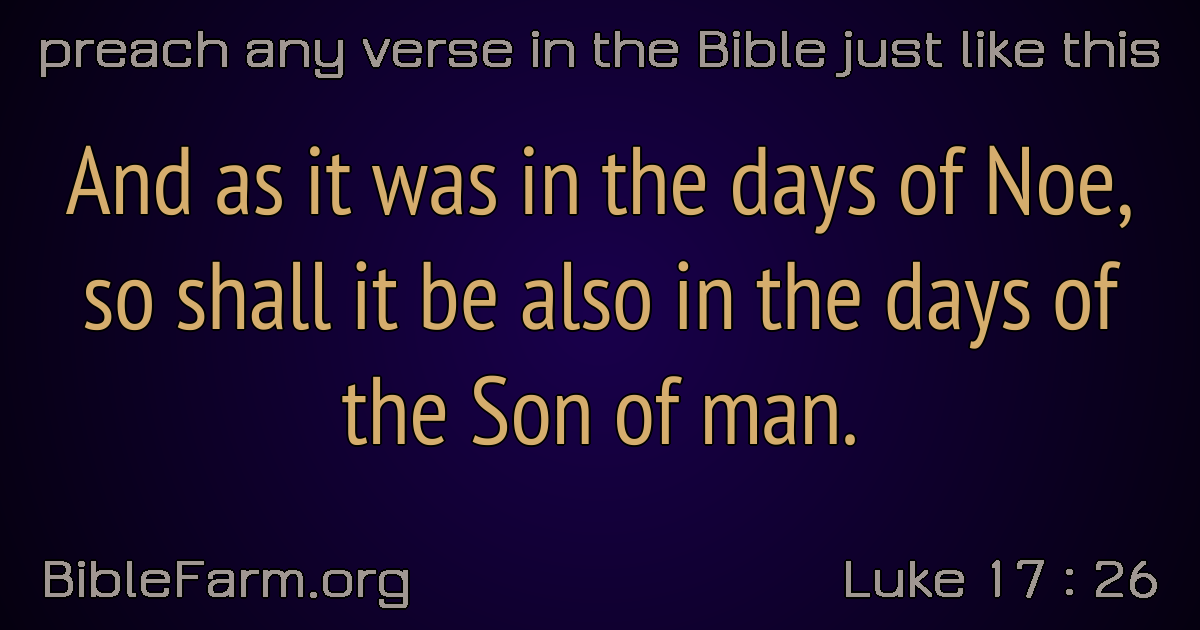 preach any verse in the Bible just like this
And as it was in the days of Noe,
so shall it be also in the days of
the Son of man.
BibleFarm.org
Luke 17 : 26